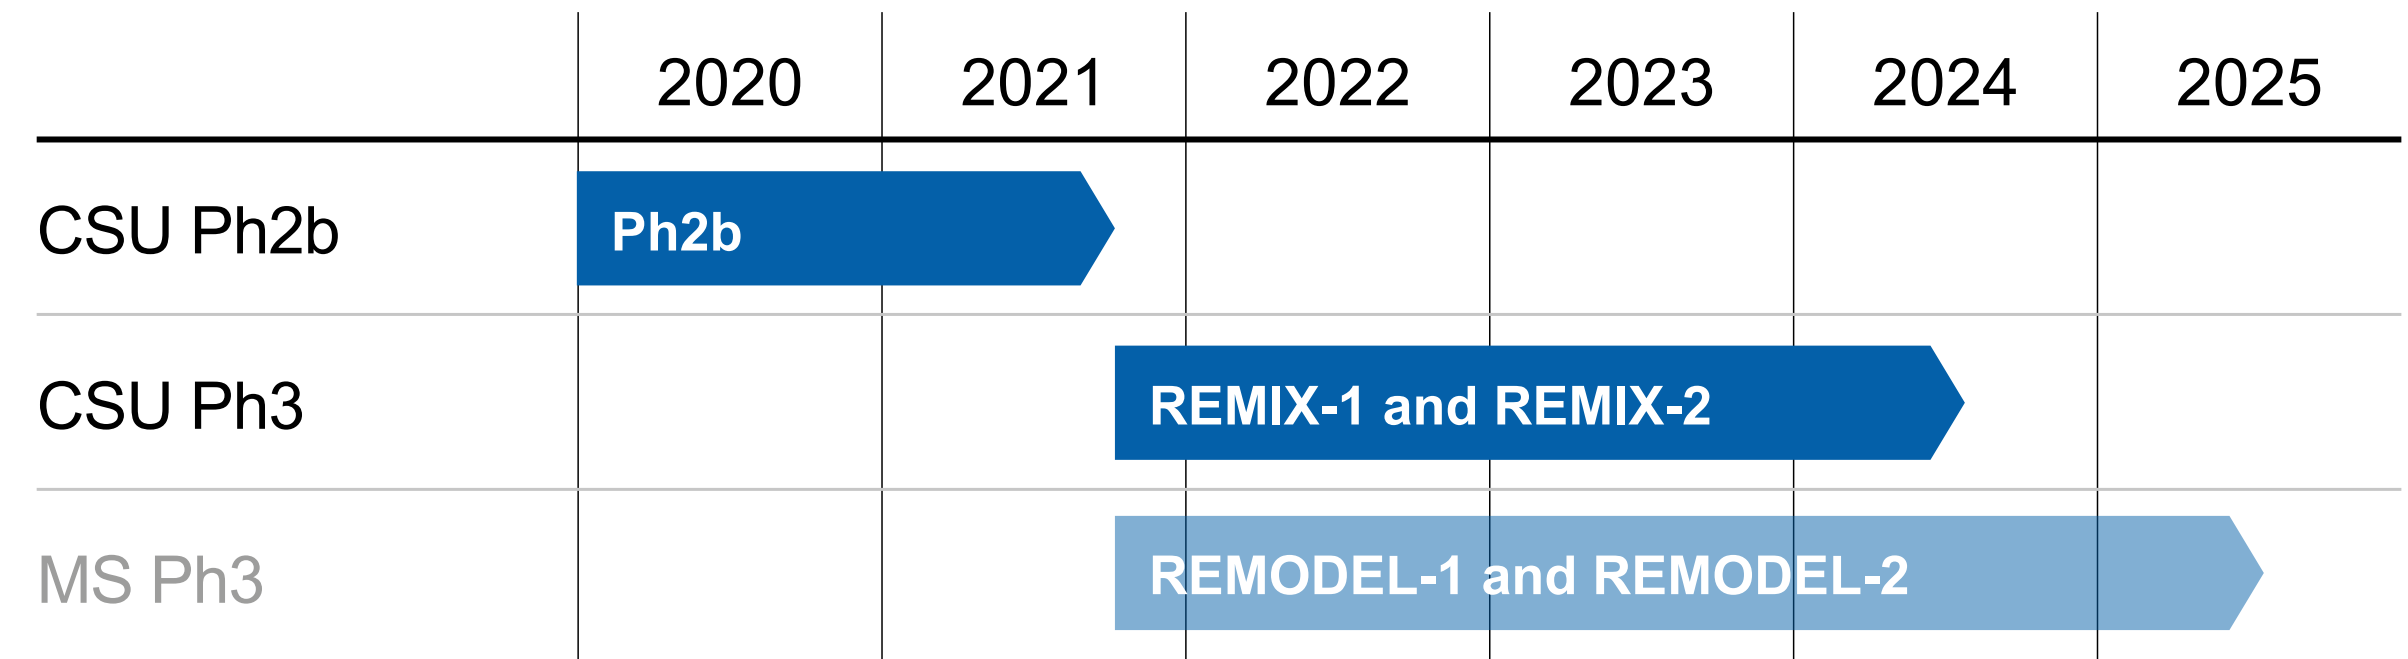 2020 2021 2022 2023 2024 2025
CSU Ph2b
Ph2b
CSU Ph3
REMIX-1 and REMIX-2
MS Ph3
REMODEL-1 and REMODEL-2